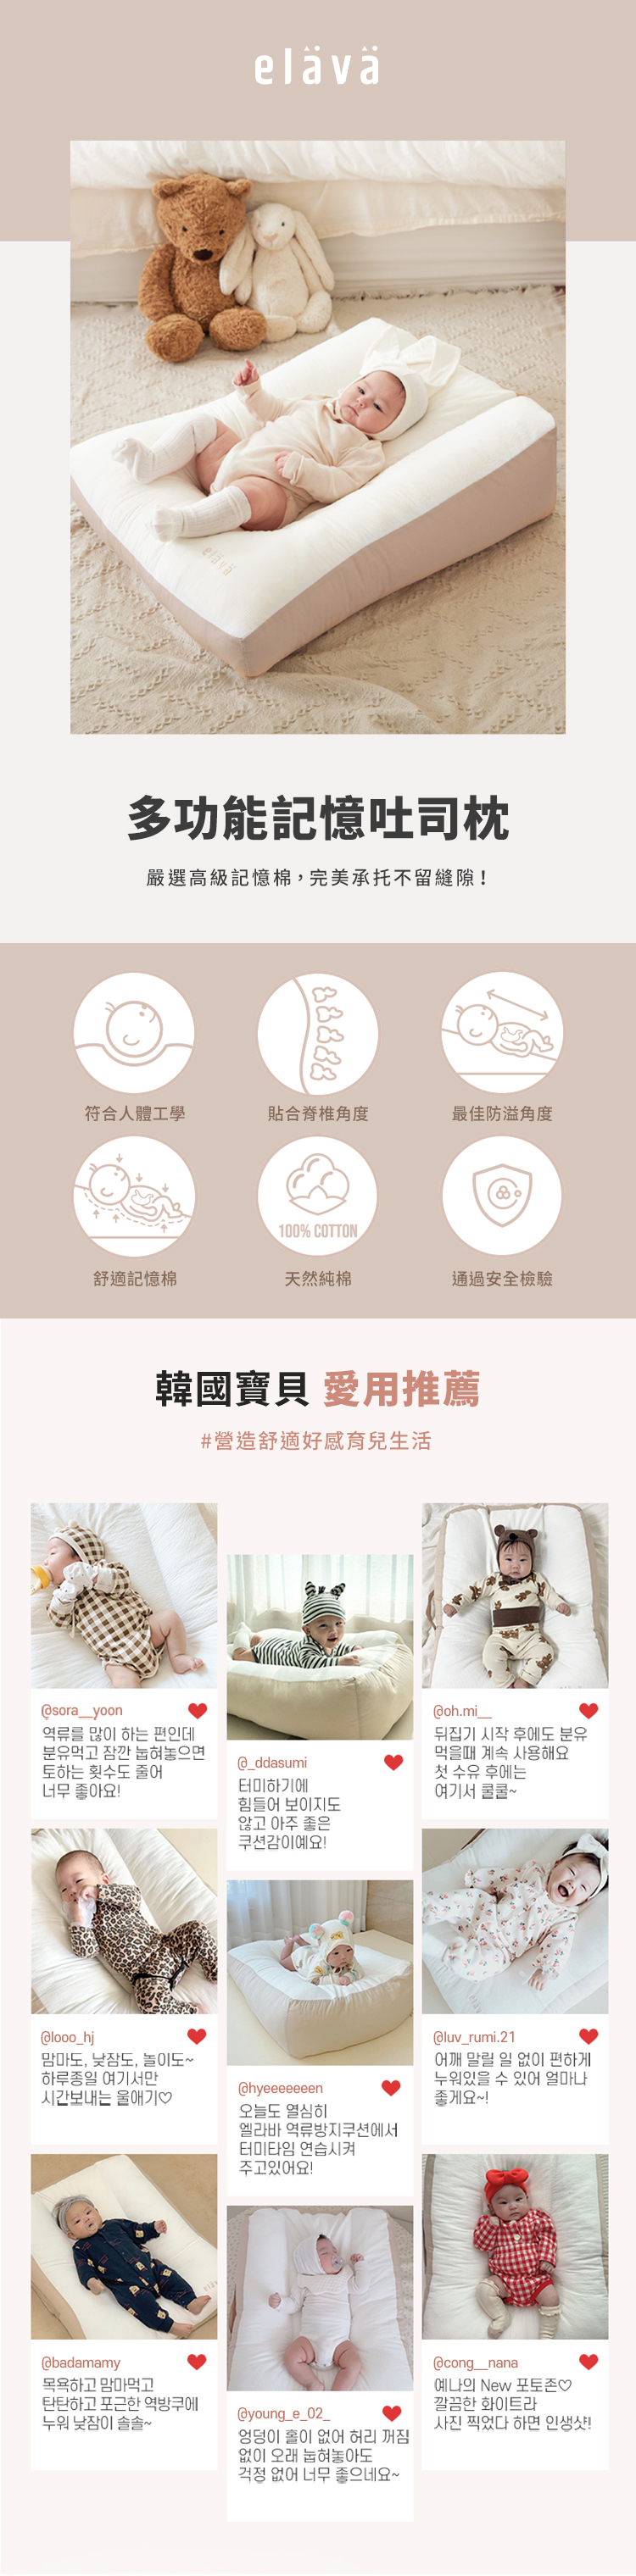 elävä
elävä
多功能記憶吐司枕
嚴選高級記憶棉，完美承托不留縫隙！
符合人體工學
貼合脊椎角度
最佳防溢角度
100% COTTON
舒適記憶棉
天然純棉
通過安全檢驗
韓國寶貝 愛用推薦
#營造舒適好感育兒生活
@sora__yoon
역류를 많이 하는 편인데
분유먹고 잠깐 눕혀놓으면
토하는 횟수도 줄어
너무 좋아요!
@_ddasumi
터미하기에
힘들어 보이지도
않고 아주 좋은
쿠션감이예요!
@oh.mi__
뒤집기 시작 후에도 분유
먹을때 계속 사용해요
첫 수유 후에는
여기서 쿨쿨~
@looo_hj
맘마도, 낮잠도, 놀이도~
하루종일 여기서만
시간보내는 울애기♡
@hyeeeeeeen
오늘도 열심히
엘라바 역류방지쿠션에서
터미타임 연습시켜
주고있어요!
@luv_rumi.21
어깨 말릴 일 없이 편하게
누워있을 수 있어 얼마나
좋게요~!
@badamamy
목욕하고 맘마먹고
탄탄하고 포근한 역방쿠에
누워 낮잠이 솔솔~
@young_e_02_
엉덩이 홀이 없어 허리 꺼짐
없이 오래 눕혀놓아도
걱정 없어 너무 좋으네요~
@cong__nana
예나의 New 포토존♡
깔끔한 화이트라
사진 찍었다 하면 인생샷!